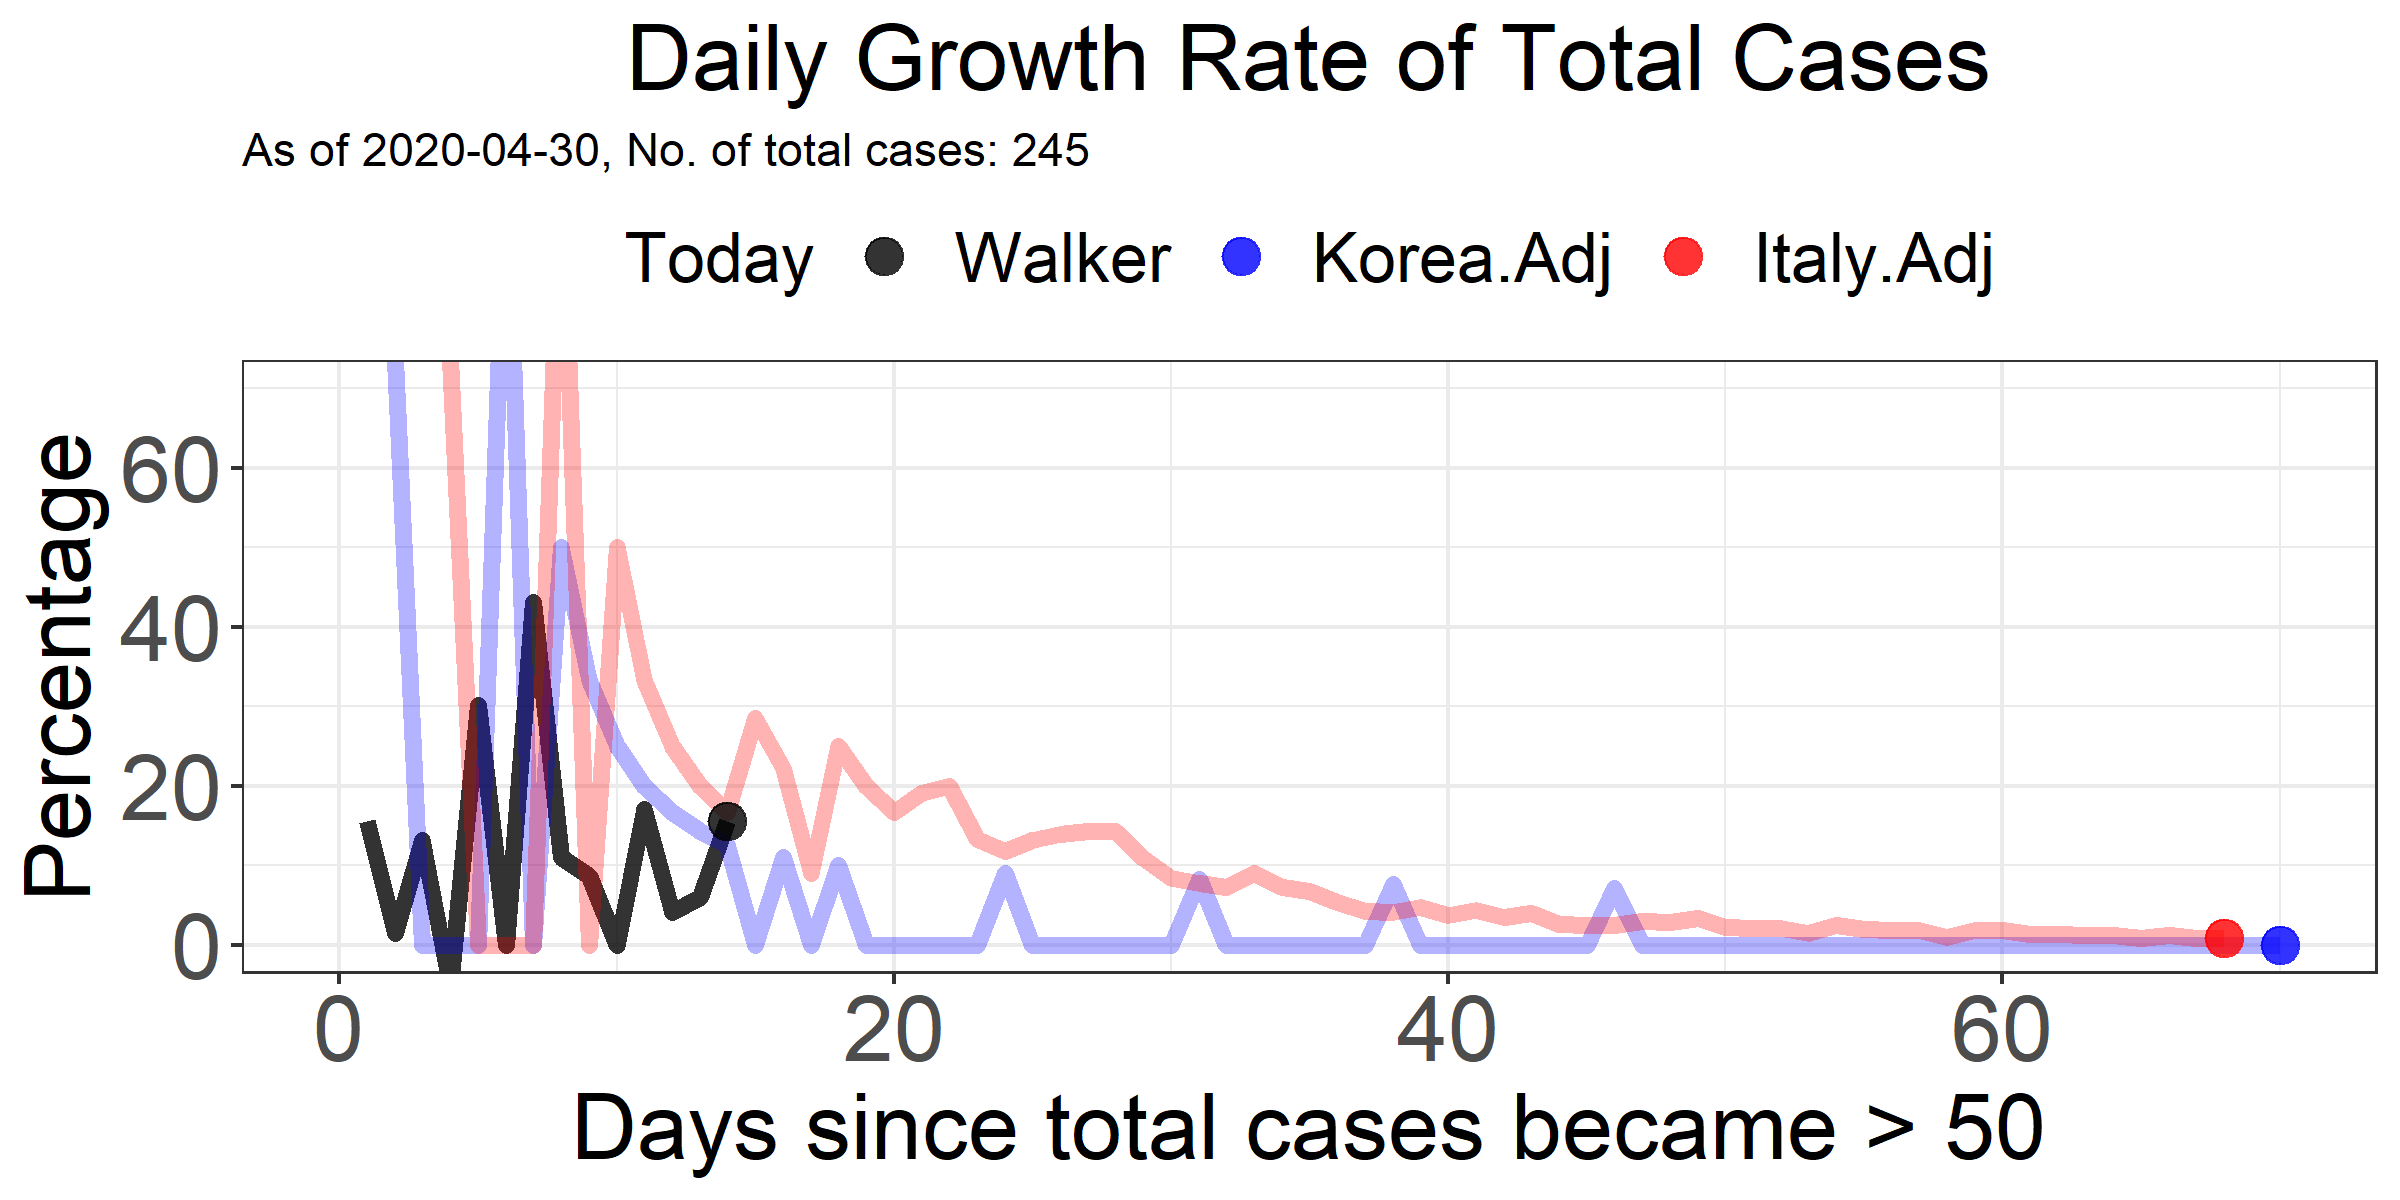 Daily Growth Rate of Total Cases
As of 2020-04-30, No. of total cases: 245
Today Walker Korea.Adj Italy.Adj
Percentage
60
40
20
0
0 20 40 60
Days since total cases became > 50